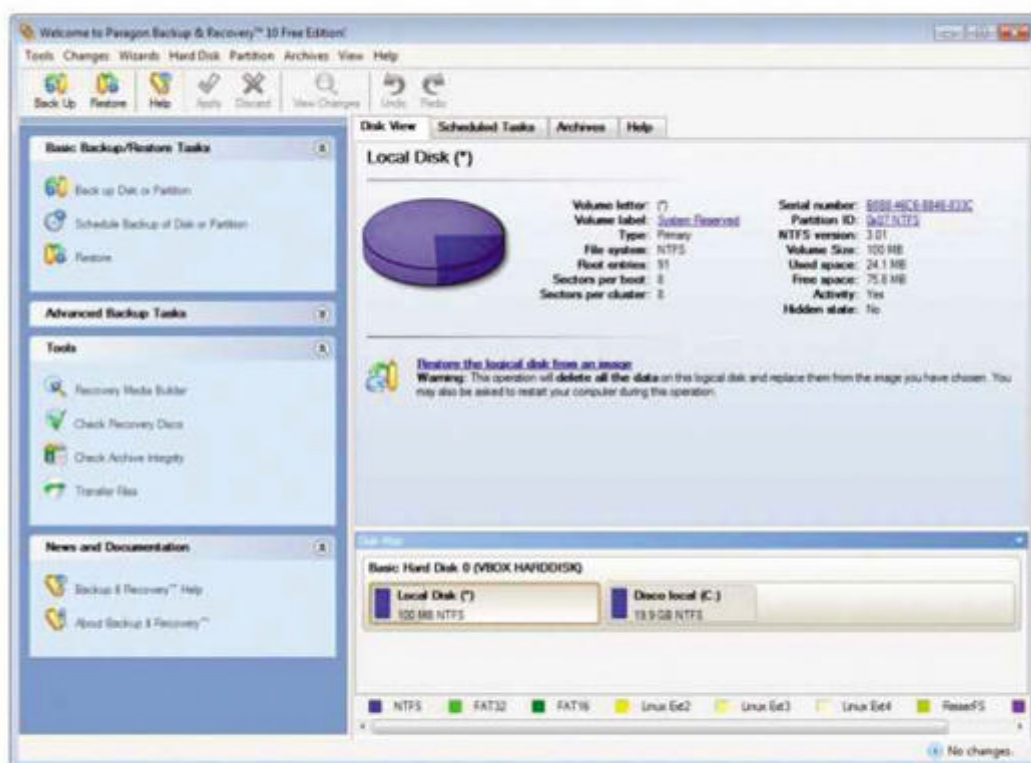 Welcome to Paragon Backup & Recovery™ 10 Free Edition!
Tools Changes Wizards Hard Disk Partition Archives View Help
Back Up Restore Help Apply Discard View Changes Undo Redo
Disk View Scheduled Tasks Archives Help
Basic Backup/Restore Tasks
Back up Disk or Partition
Schedule Backup of Disk or Partition
Restore
Advanced Backup Tasks
Tools
Recovery Media Builder
Check Recovery Discs
Check Archive Integrity
Transfer Files
News and Documentation
Backup & Recovery™ Help
About Backup & Recovery™
Local Disk (*)
Volume letter: (*)
Volume label: System Reserved
Type: Primary
File system: NTFS
Root entries: 91
Sectors per boot: 8
Sectors per cluster: 8
Serial number:
Partition ID: 0x07 NTFS
NTFS version: 3.01
Volume Size: 100 MB
Used space: 24.1 MB
Free space: 75.8 MB
Activity: Yes
Hidden state: No
Restore the logical disk from an image
Warning: This operation will delete all the data on this logical disk and replace them from the image you have chosen. You
may also be asked to restart your computer during the operation.
Disk Map
Basic Hard Disk 0 (VBOX HARDDISK)
Local Disk (*)
100 MB NTFS
Disco local (C:)
19.9 GB NTFS
NTFS FAT32 FAT16 Linux Ext2 Linux Ext3 Linux Ext4 ReiserFS
No changes.